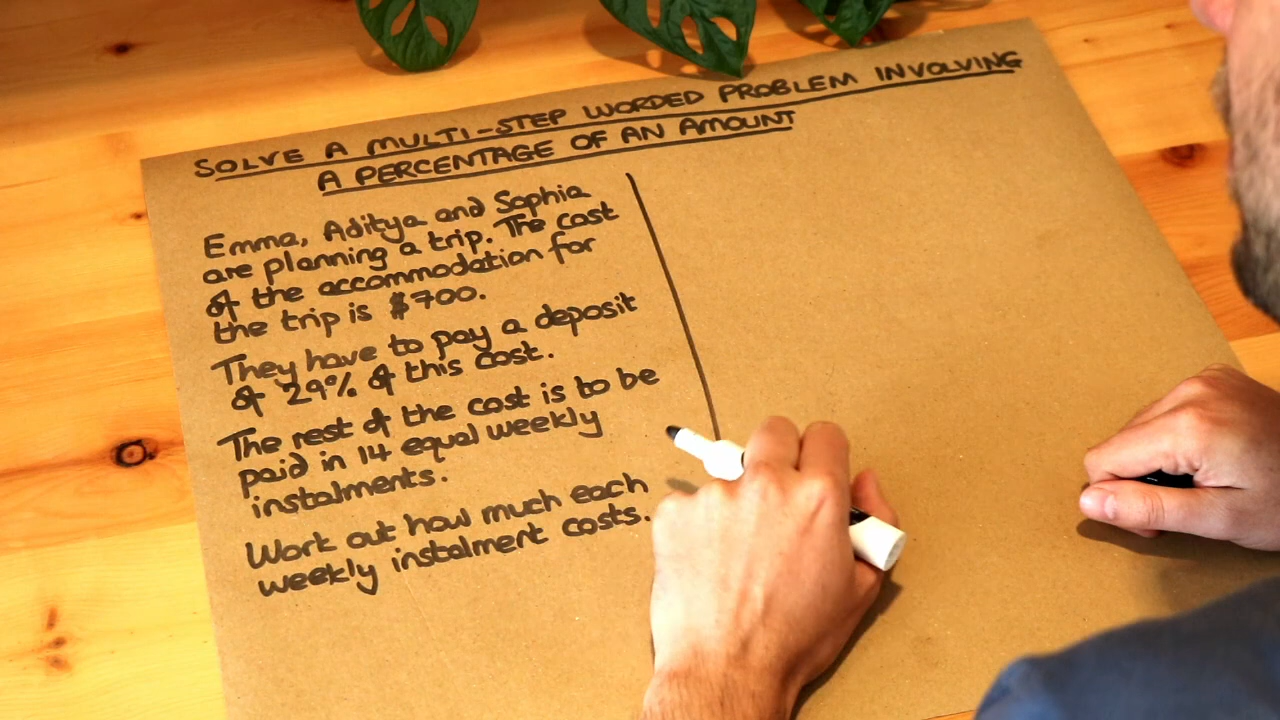 SOLVE A MULTI-STEP WORDED PROBLEM INVOLVING
A PERCENTAGE OF AN AMOUNT
Emma, Aditya and Sophia
are planning a trip. The cost
of the accommodation for
the trip is $700.
They have to pay a deposit
of 29% of this cost.
The rest of the cost is to be
paid in 14 equal weekly
instalments.
Work out how much each
weekly instalment costs.